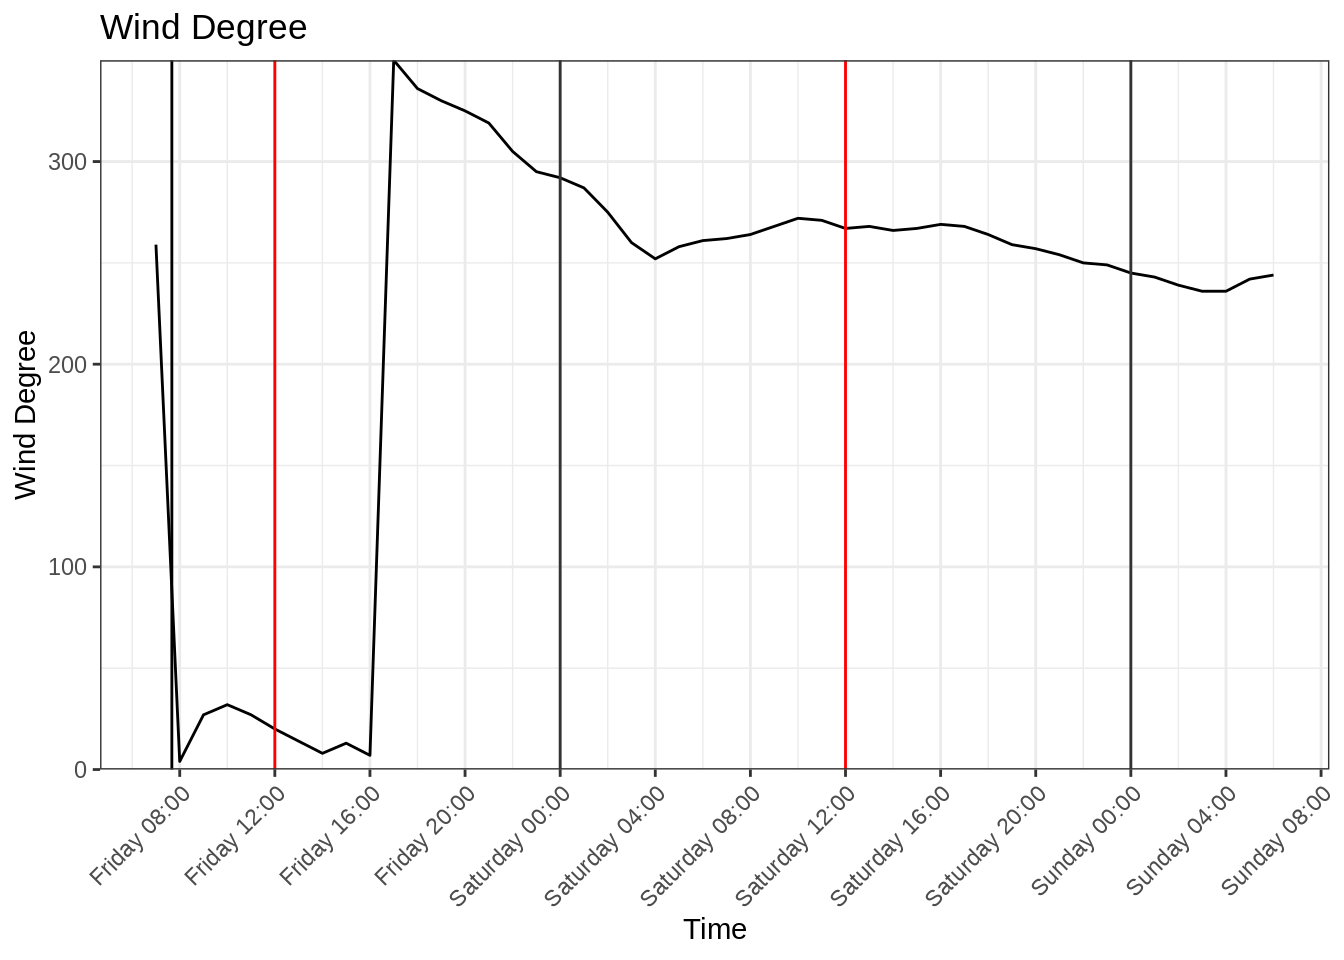 Wind Degree
Wind Degree
300
200
100
0
Friday 08:00
Friday 12:00
Friday 16:00
Friday 20:00
Saturday 00:00
Saturday 04:00
Saturday 08:00
Saturday 12:00
Saturday 16:00
Saturday 20:00
Sunday 00:00
Sunday 04:00
Sunday 08:00
Time